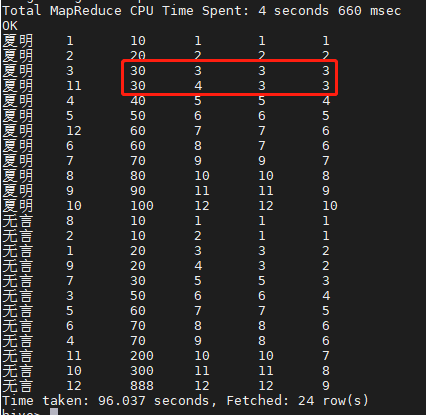 Total MapReduce CPU Time Spent: 4 seconds 660 msec
OK
夏明 1 10 1 1 1
夏明 2 20 2 2 2
夏明 3 30 3 3 3
夏明 11 30 4 3 3
夏明 4 40 5 5 4
夏明 5 50 6 6 5
夏明 12 60 7 7 6
夏明 6 60 8 7 6
夏明 7 70 9 9 7
夏明 8 80 10 10 8
夏明 9 90 11 11 9
夏明 10 100 12 12 10
无言 8 10 1 1 1
无言 2 10 2 1 1
无言 1 20 3 3 2
无言 9 20 4 3 2
无言 7 30 5 5 3
无言 3 50 6 6 4
无言 5 60 7 7 5
无言 6 70 8 8 6
无言 4 70 9 8 6
无言 11 200 10 10 7
无言 10 300 11 11 8
无言 12 888 12 12 9
Time taken: 96.037 seconds, Fetched: 24 row(s)
hive>